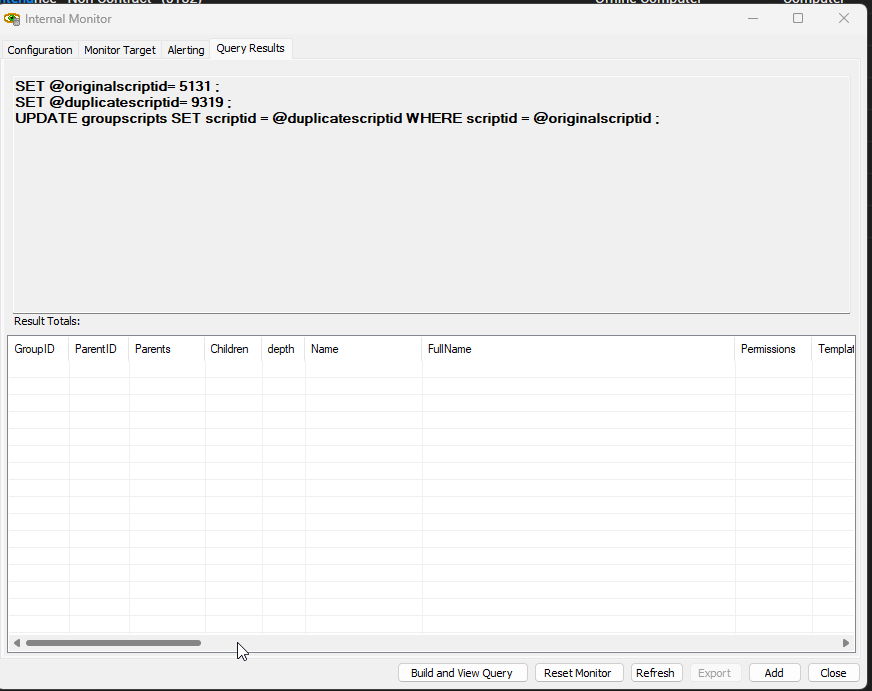 Internal Monitor
Configuration Monitor Target Alerting Query Results
SET @originalscriptid= 5131 ;
SET @duplicatescriptid= 9319 ;
UPDATE groupscripts SET scriptid = @duplicatescriptid WHERE scriptid = @originalscriptid ;
Result Totals:
GroupID ParentID Parents Children depth Name FullName Permissions Templat
Build and View Query Reset Monitor Refresh Export Add Close